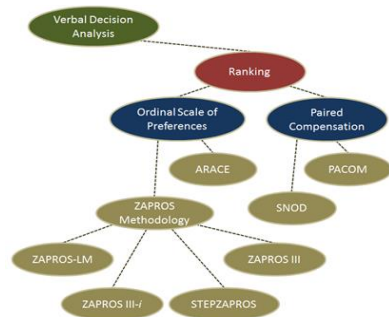 Verbal Decision
Analysis
Ranking
Ordinal Scale of
Preferences
Paired
Compensation
ARACE
PACOM
SNOD
ZAPROS
Methodology
ZAPROS-LM
ZAPROS III
ZAPROS III-i
STEPZAPROS